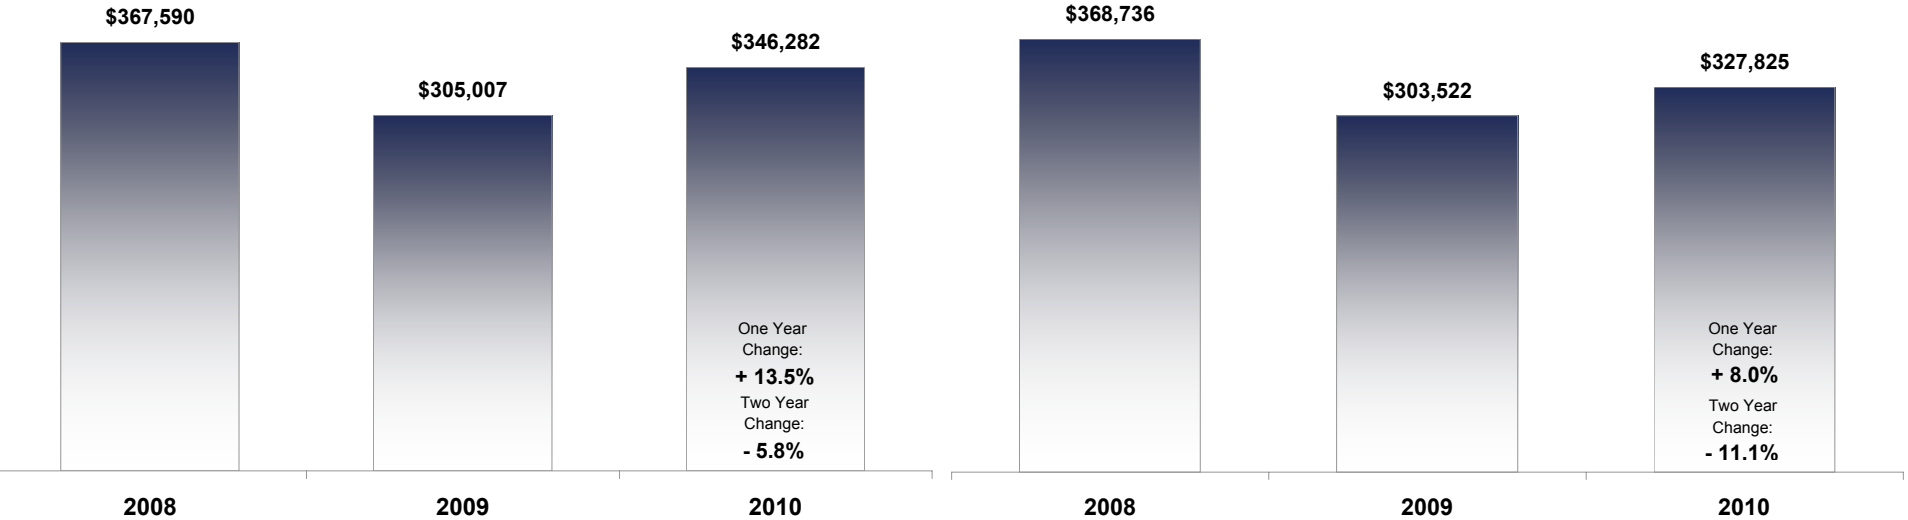 $367,590
$305,007
$346,282
One Year
Change:
+ 13.5%
Two Year
Change:
- 5.8%
2008
2009
2010
$368,736
$303,522
$327,825
One Year
Change:
+ 8.0%
Two Year
Change:
- 11.1%
2008
2009
2010